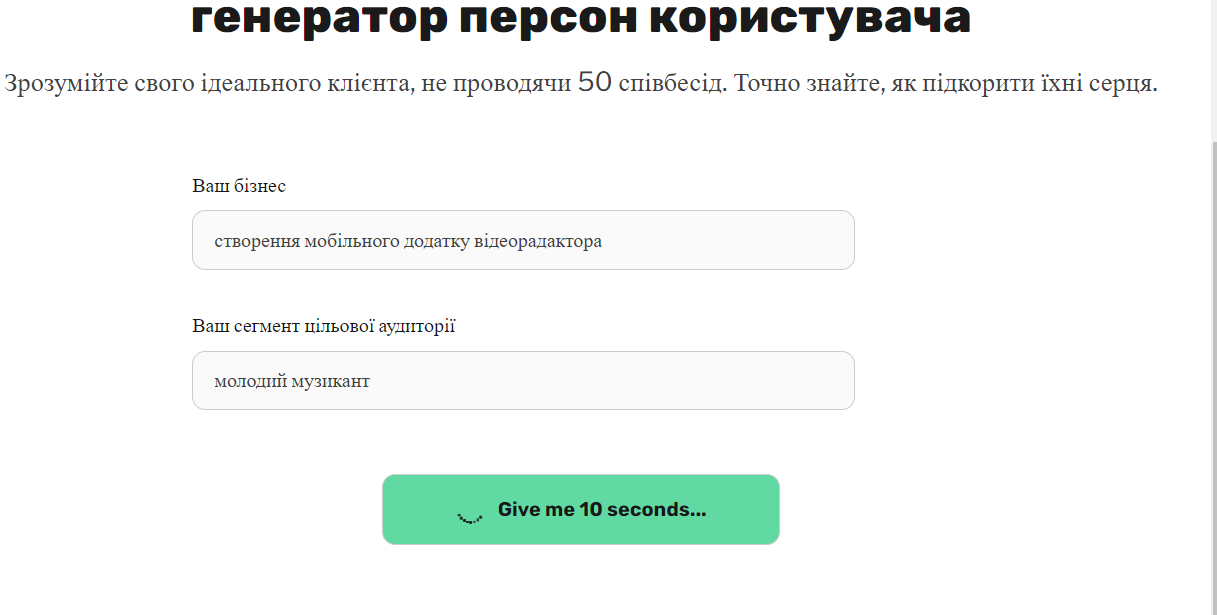 генератор персон користувача
Зрозумійте свого ідеального клієнта, не проводячи 50 співбесід. Точно знайте, як підкорити їхні серця.
Ваш бізнес
створення мобільного додатку відеорадактора
Ваш сегмент цільової аудиторії
молодий музикант
Give me 10 seconds...